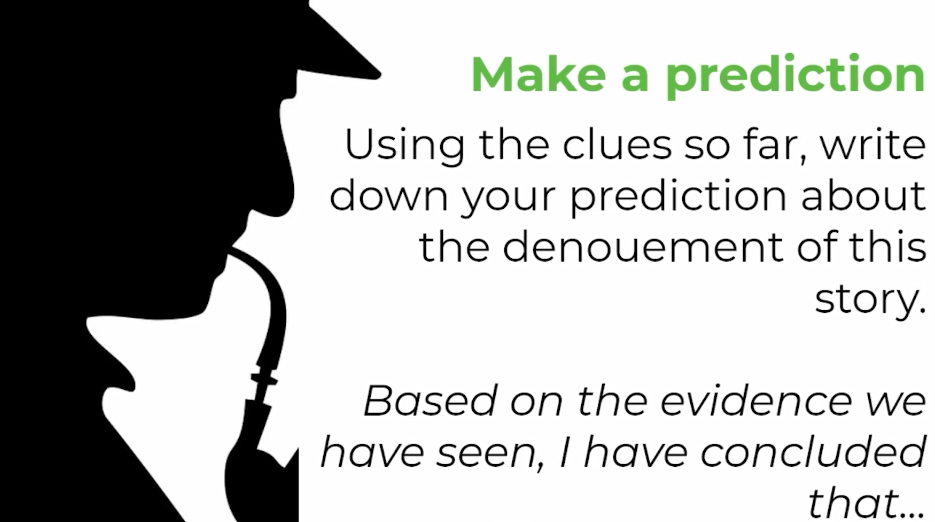 Make a prediction
Using the clues so far, write
down your prediction about
the denouement of this
story.
Based on the evidence we
have seen, I have concluded
that...